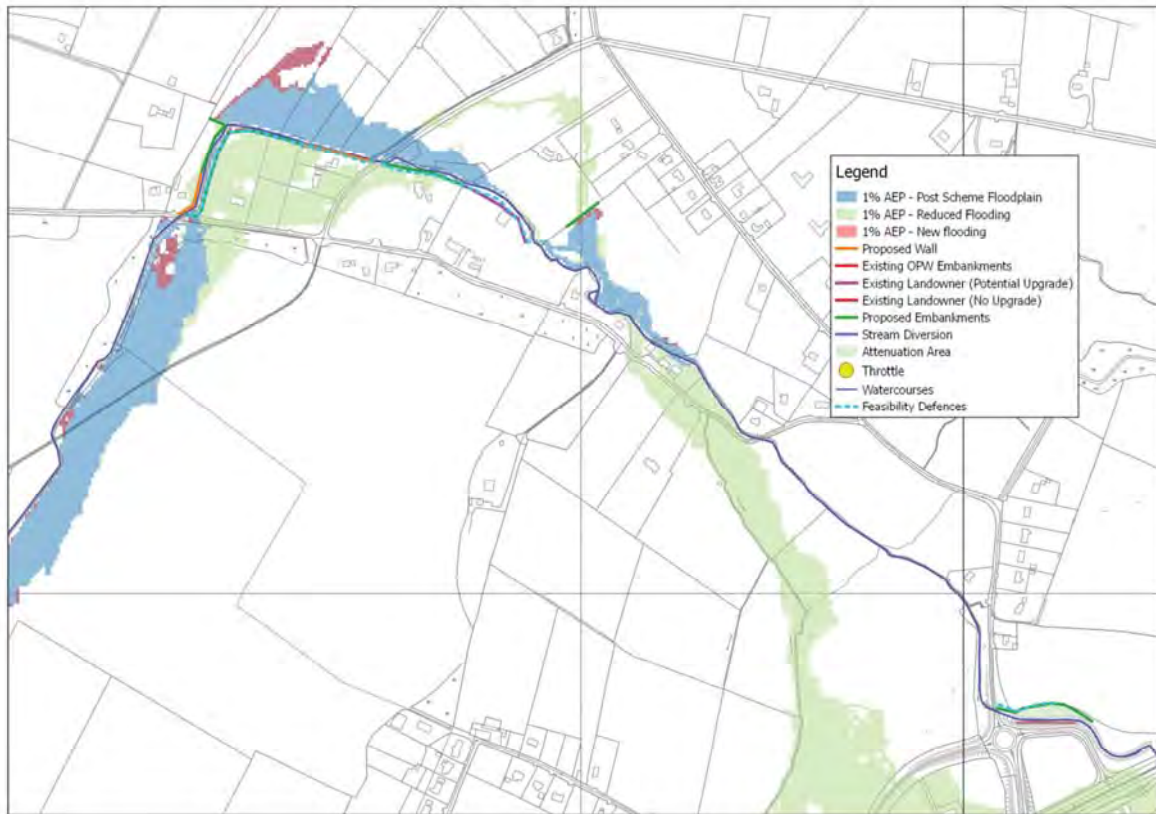 Legend
1% AEP - Post Scheme Floodplain
1% AEP - Reduced Flooding
1% AEP - New flooding
Proposed Wall
Existing OPW Embankments
Existing Landowner (Potential Upgrade)
Existing Landowner (No Upgrade)
Proposed Embankments
Stream Diversion
Attenuation Area
Throttle
Watercourses
Feasibility Defences